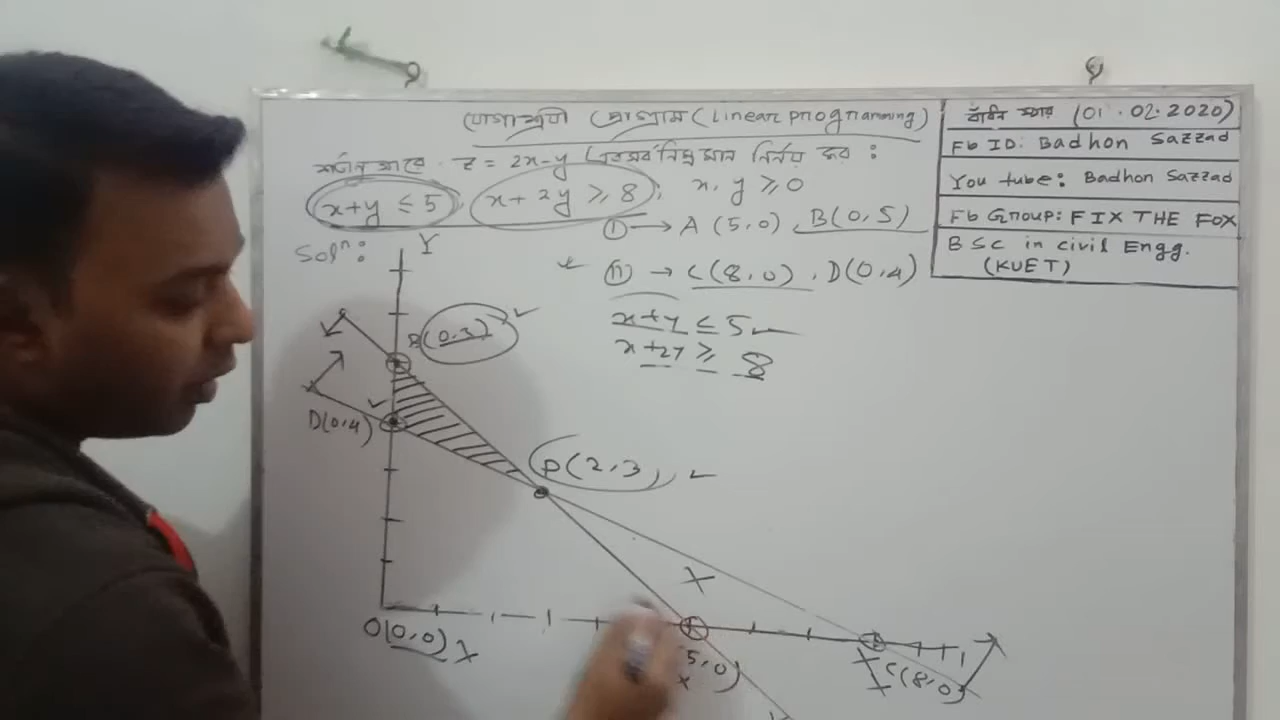 যোগাশ্রয়ী প্রোগ্রাম (Linear programming)
শর্তানুসারে z = 2x-y এর সর্বনিম্ন মান নির্নয় কর :
x+y ≤ 5, x+2y ≥ 8, x, y ≥ 0
বাঁধন স্যার (01.02.2020)
Fb ID: Badhon Sazzad
You tube: Badhon Sazzad
Fb Group: FIX THE FOX
BSc in civil Engg.
(KUET)
i → A (5,0), B(0,5)
ii → C(8,0), D(0,4)
x+y ≤ 5
x+2y ≥ 8
Solⁿ:
Y
B(0,3)
D(0,4)
P(2,3)
X
O(0,0) x
5,0)
x
C(8,0)